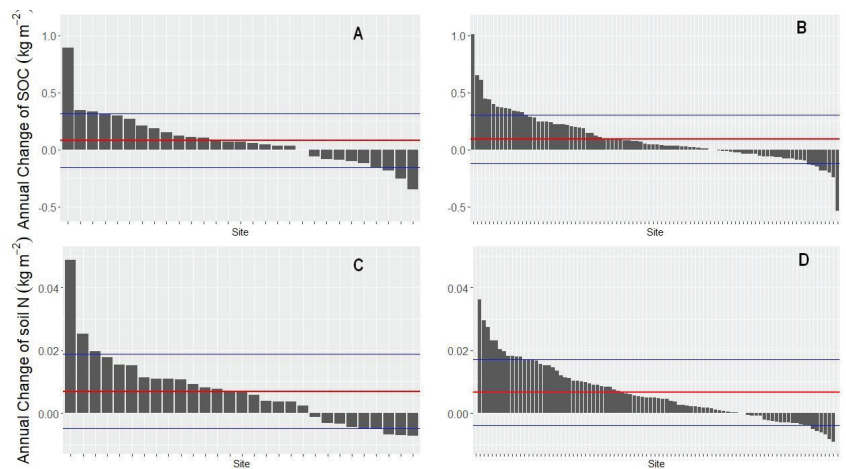 Annual Change of SOC (kg m⁻²)
1.0
0.5
0.0
-0.5
A
Site
1.0
0.5
0.0
-0.5
B
Site
Annual Change of soil N (kg m⁻²)
0.04
0.02
0.00
C
Site
0.04
0.02
0.00
D
Site